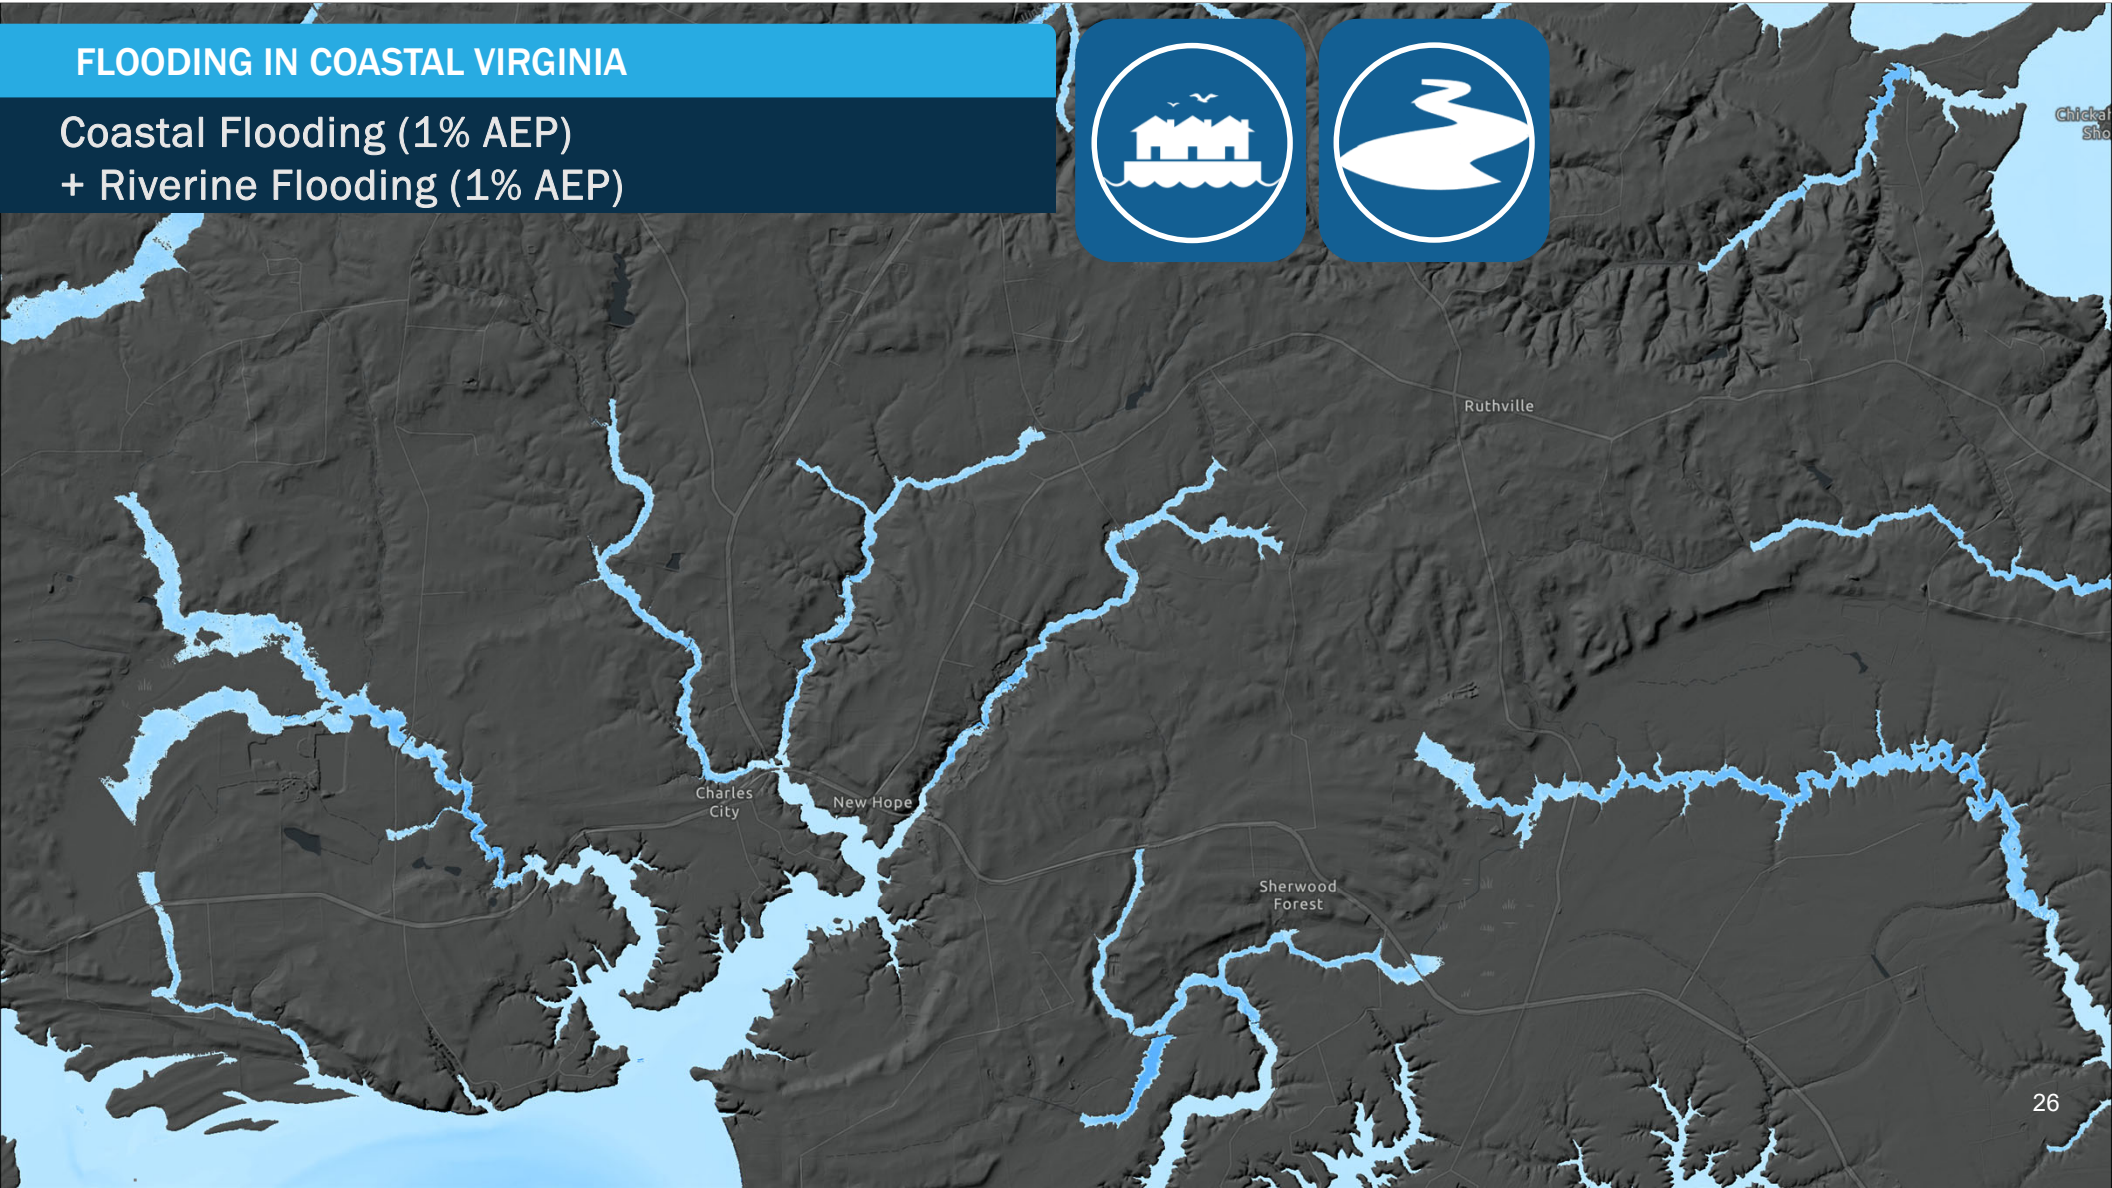 FLOODING IN COASTAL VIRGINIA
Coastal Flooding (1% AEP)
+ Riverine Flooding (1% AEP)
Ruthville
Charles
City
New Hope
Sherwood
Forest
26